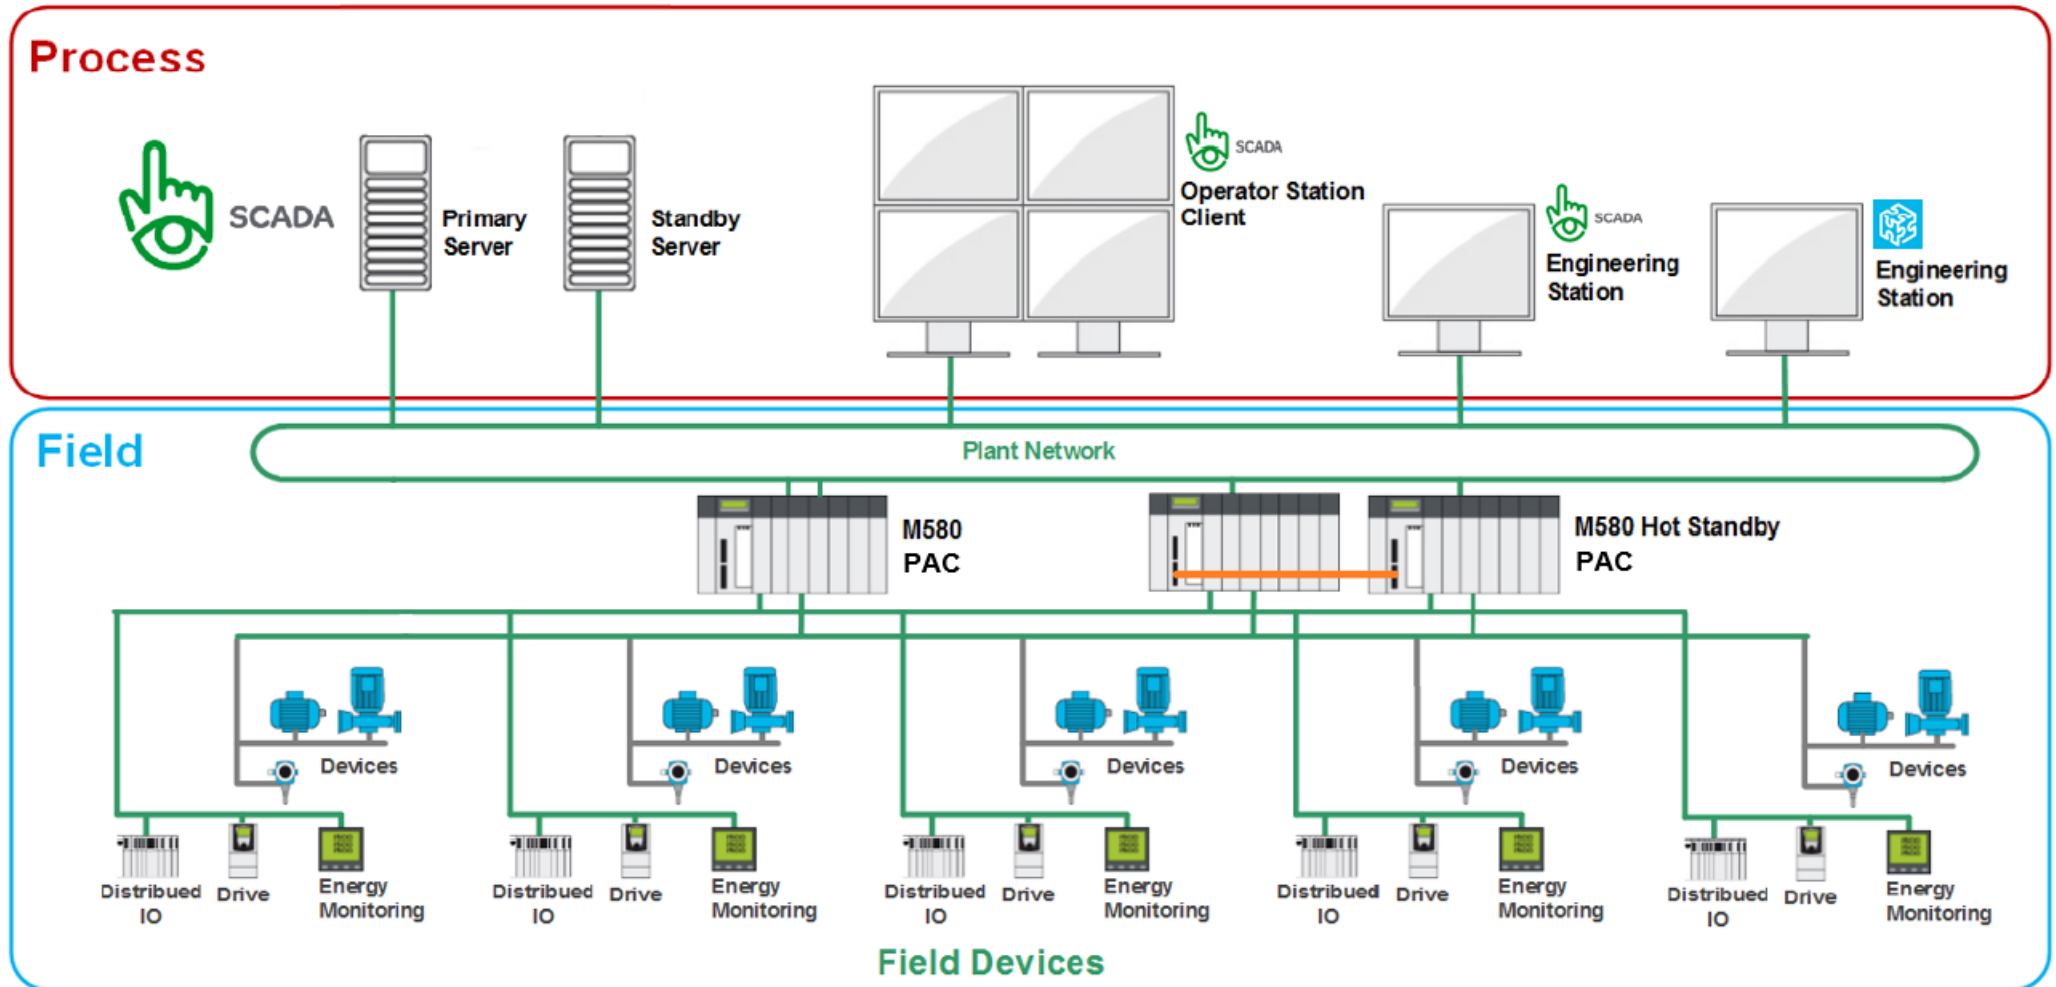 Process
SCADA
Primary
Server
Standby
Server
SCADA
Operator Station
Client
SCADA
Engineering
Station
Engineering
Station
Field
Plant Network
M580
PAC
M580 Hot Standby
PAC
Devices
Devices
Devices
Devices
Devices
Distribued
IO
Drive
Energy
Monitoring
Distribued
IO
Drive
Energy
Monitoring
Distribued
IO
Drive
Energy
Monitoring
Distribued
IO
Drive
Energy
Monitoring
Distribued
IO
Drive
Energy
Monitoring
Field Devices